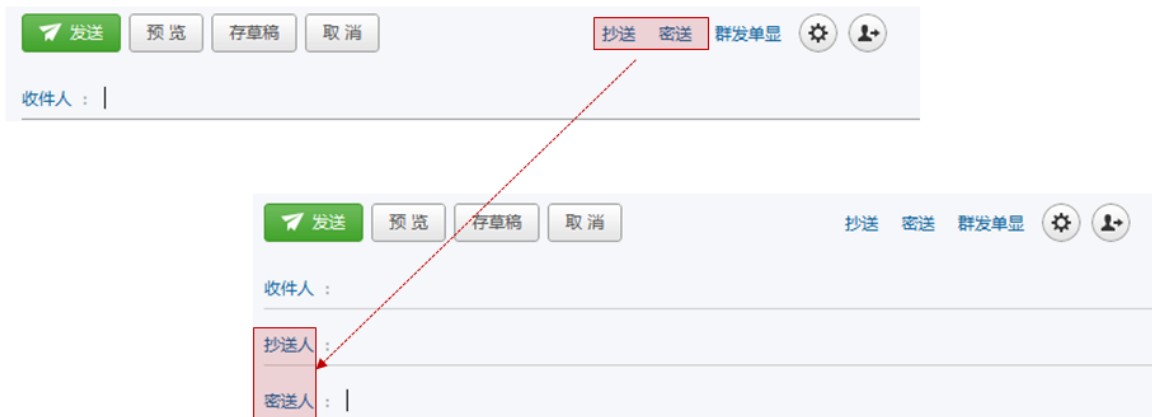 发送 预 览 存草稿 取 消 抄送 密送 群发单显
收件人 :
发送 预 览 存草稿 取 消 抄送 密送 群发单显
收件人 :
抄送人 :
密送人 :